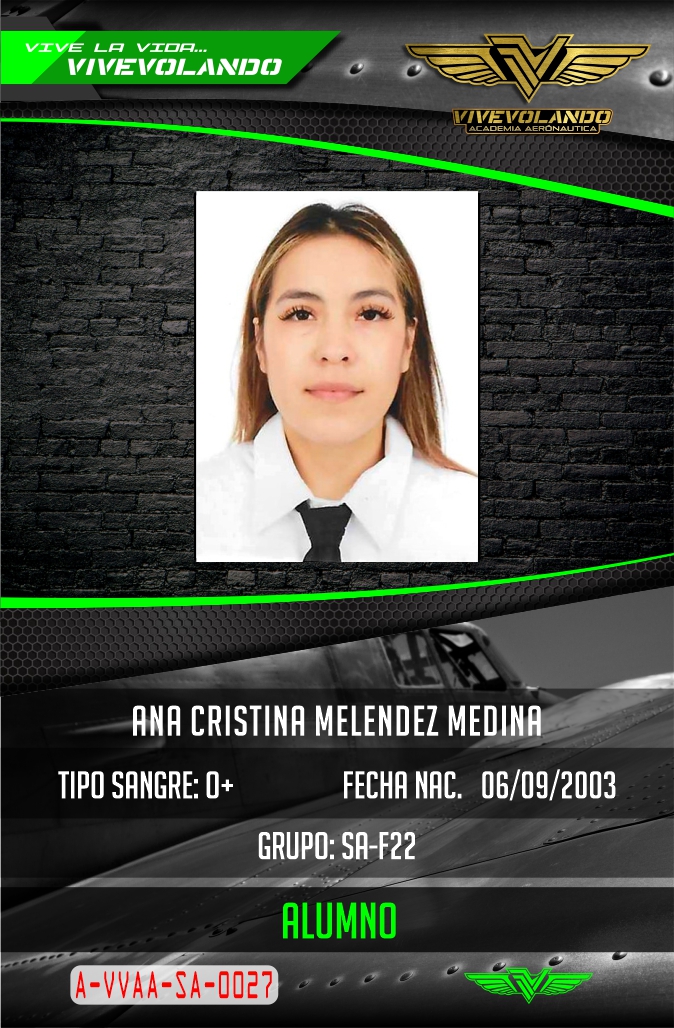 VIVE LA VIDA...
VIVEVOLANDO
VIVEVOLANDO
ACADEMIA AERONAUTICA
ANA CRISTINA MELENDEZ MEDINA
TIPO SANGRE: O+ FECHA NAC. 06/09/2003
GRUPO: SA-F22
ALUMNO
A-VVAA-SA-0027